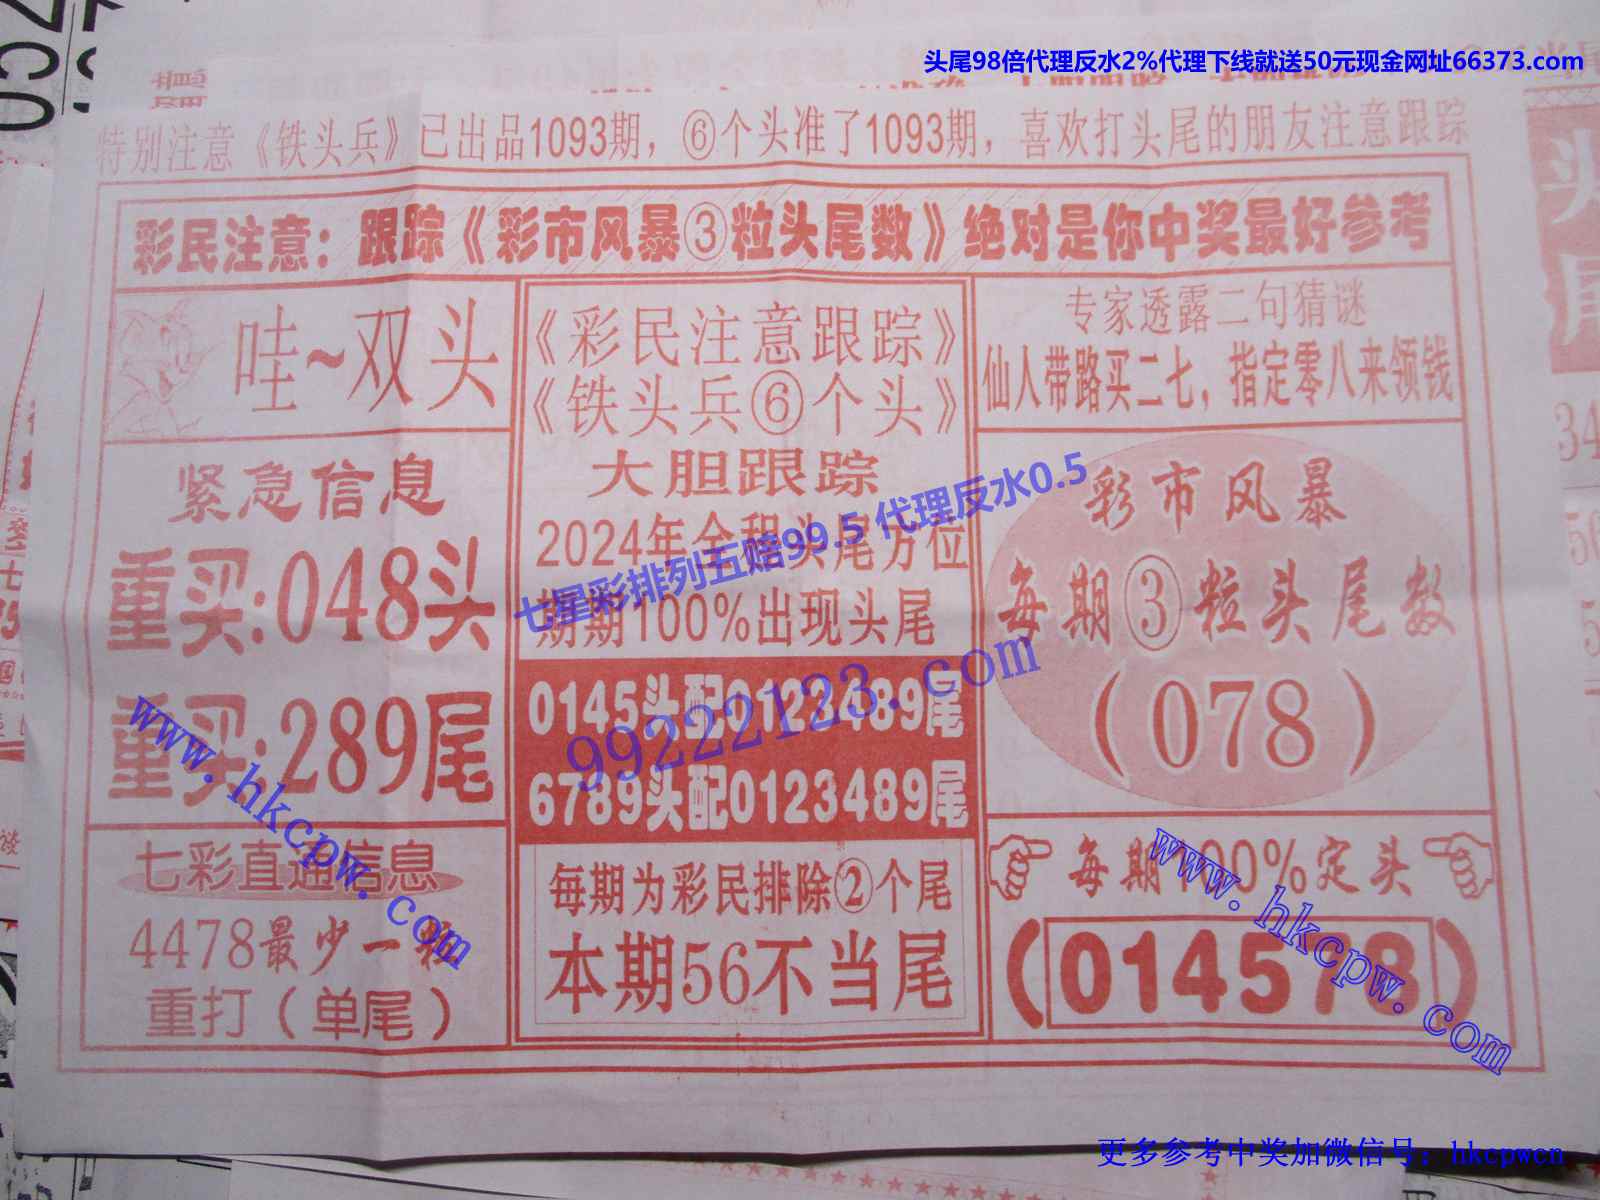 头尾98倍代理反水2%代理下线就送50元现金网址66373.com
特别注意《铁头兵》已出品1093期，⑥个头准了1093期，喜欢打头尾的朋友注意跟踪
彩民注意：跟踪《彩市风暴③粒头尾数》绝对是你中奖最好参考
哇~双头
紧急信息
重买:048头
重买:289尾
七彩直通信息
4478最少一粒
重打（单尾）
《彩民注意跟踪》
《铁头兵⑥个头》
大胆跟踪
2024年全程头尾方位
期期100%出现头尾
0145头配0123489尾
6789头配0123489尾
每期为彩民排除②个尾
本期56不当尾
专家透露二句猜谜
仙人带路买二七，指定零八来领钱
彩市风暴
每期③粒头尾数
（078）
每期100%定头
（014578）
七星彩排列五赔99.5 代理反水0.5
99222123.com
www.hkcpw.com
www.hkcpw.com
更多参考中奖加微信号：hkcpwcn